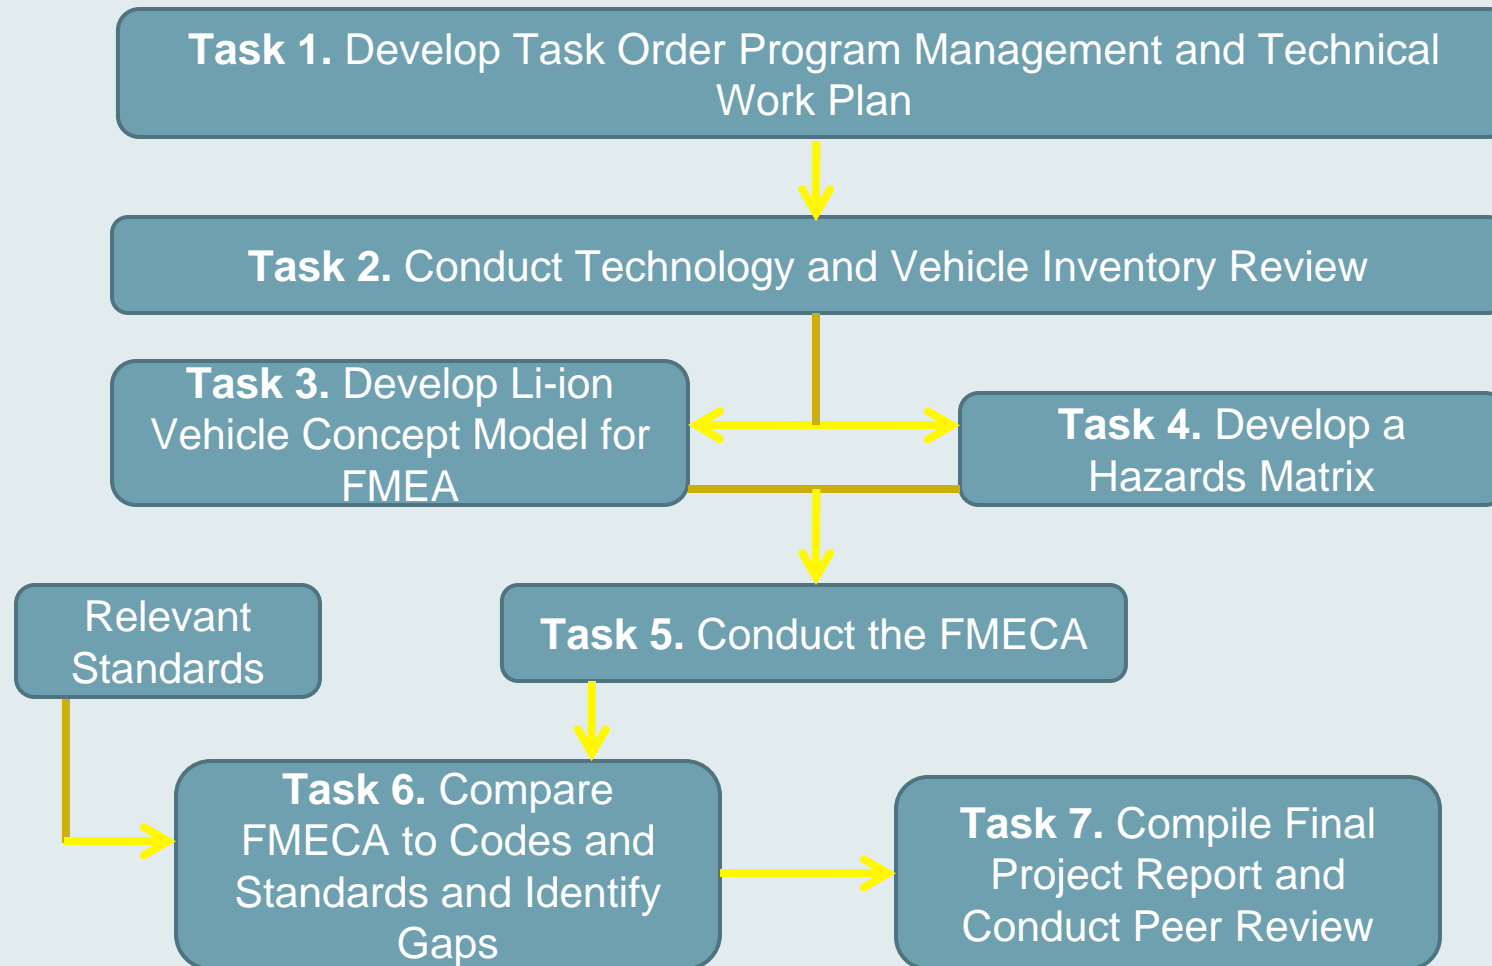 Task 1. Develop Task Order Program Management and Technical
Work Plan
Task 2. Conduct Technology and Vehicle Inventory Review
Task 3. Develop Li-ion
Vehicle Concept Model for
FMEA
Task 4. Develop a
Hazards Matrix
Relevant
Standards
Task 5. Conduct the FMECA
Task 6. Compare
FMECA to Codes and
Standards and Identify
Gaps
Task 7. Compile Final
Project Report and
Conduct Peer Review